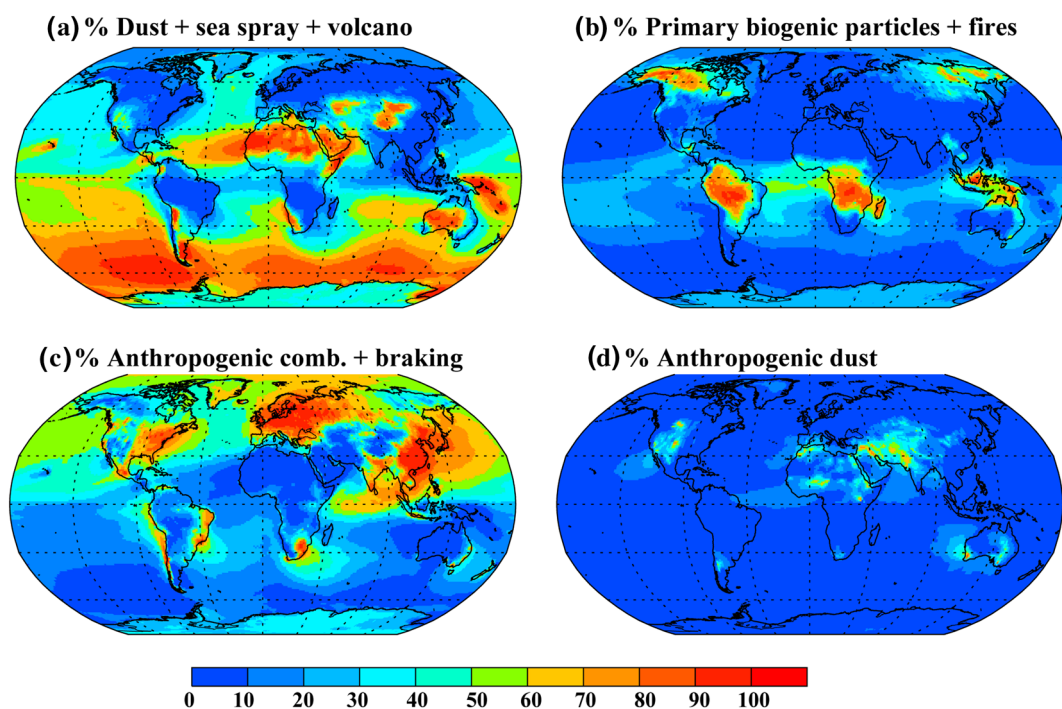 (a) % Dust + sea spray + volcano
(b) % Primary biogenic particles + fires
(c) % Anthropogenic comb. + braking
(d) % Anthropogenic dust
0 10 20 30 40 50 60 70 80 90 100